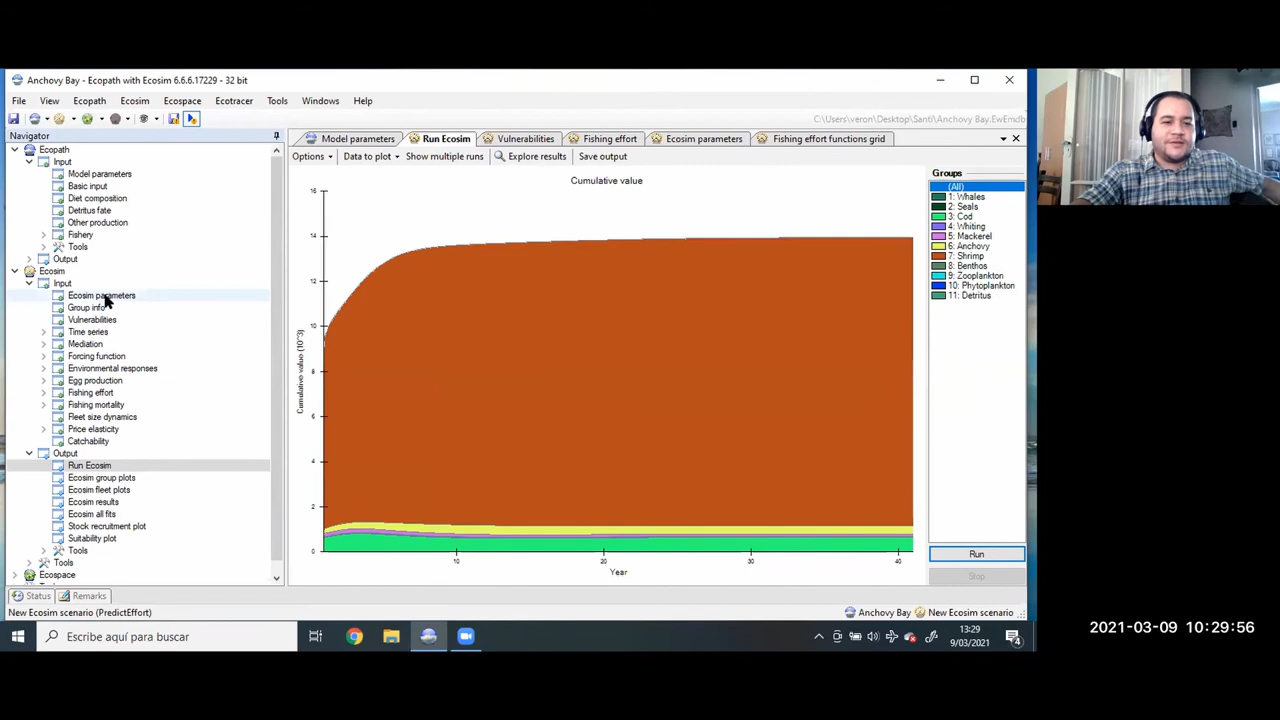 Anchovy Bay - Ecopath with Ecosim 6.6.6.17229 - 32 bit
File View Ecopath Ecosim Ecospace Ecotracer Tools Windows Help
C:\Users\veron\Desktop\Santi\Anchovy Bay.EwEmdb
Navigator
Ecopath
Input
Model parameters
Basic input
Diet composition
Detritus fate
Other production
Fishery
Tools
Output
Ecosim
Input
Ecosim parameters
Group info
Vulnerabilities
Time series
Mediation
Forcing function
Environmental responses
Egg production
Fishing effort
Fishing mortality
Fleet size dynamics
Price elasticity
Catchability
Output
Run Ecosim
Ecosim group plots
Ecosim fleet plots
Ecosim results
Ecosim all fits
Stock recruitment plot
Suitability plot
Tools
Tools
Ecospace
Model parameters Run Ecosim Vulnerabilities Fishing effort Ecosim parameters Fishing effort functions grid
Options Data to plot Show multiple runs Explore results Save output
Cumulative value
Cumulative value (10^3)
16
14
12
10
8
6
4
2
0
10 20 30 40
Year
Groups
(All)
1: Whales
2: Seals
3: Cod
4: Whiting
5: Mackerel
6: Anchovy
7: Shrimp
8: Benthos
9: Zooplankton
10: Phytoplankton
11: Detritus
Run
Stop
Status Remarks
New Ecosim scenario (PredictEffort) Anchovy Bay New Ecosim scenario
Escribe aquí para buscar
13:29
9/03/2021
4
2021-03-09 10:29:56